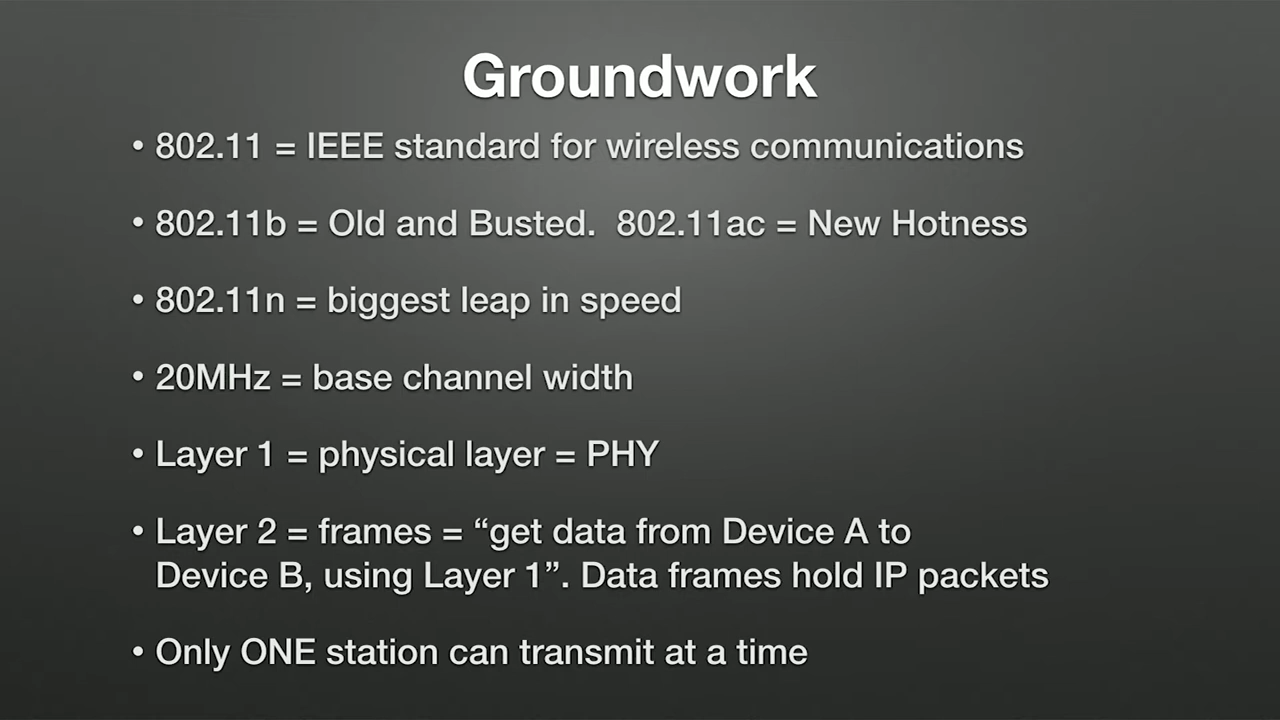 Groundwork
• 802.11 = IEEE standard for wireless communications
• 802.11b = Old and Busted.  802.11ac = New Hotness
• 802.11n = biggest leap in speed
• 20MHz = base channel width
• Layer 1 = physical layer = PHY
• Layer 2 = frames = “get data from Device A to
Device B, using Layer 1”. Data frames hold IP packets
• Only ONE station can transmit at a time